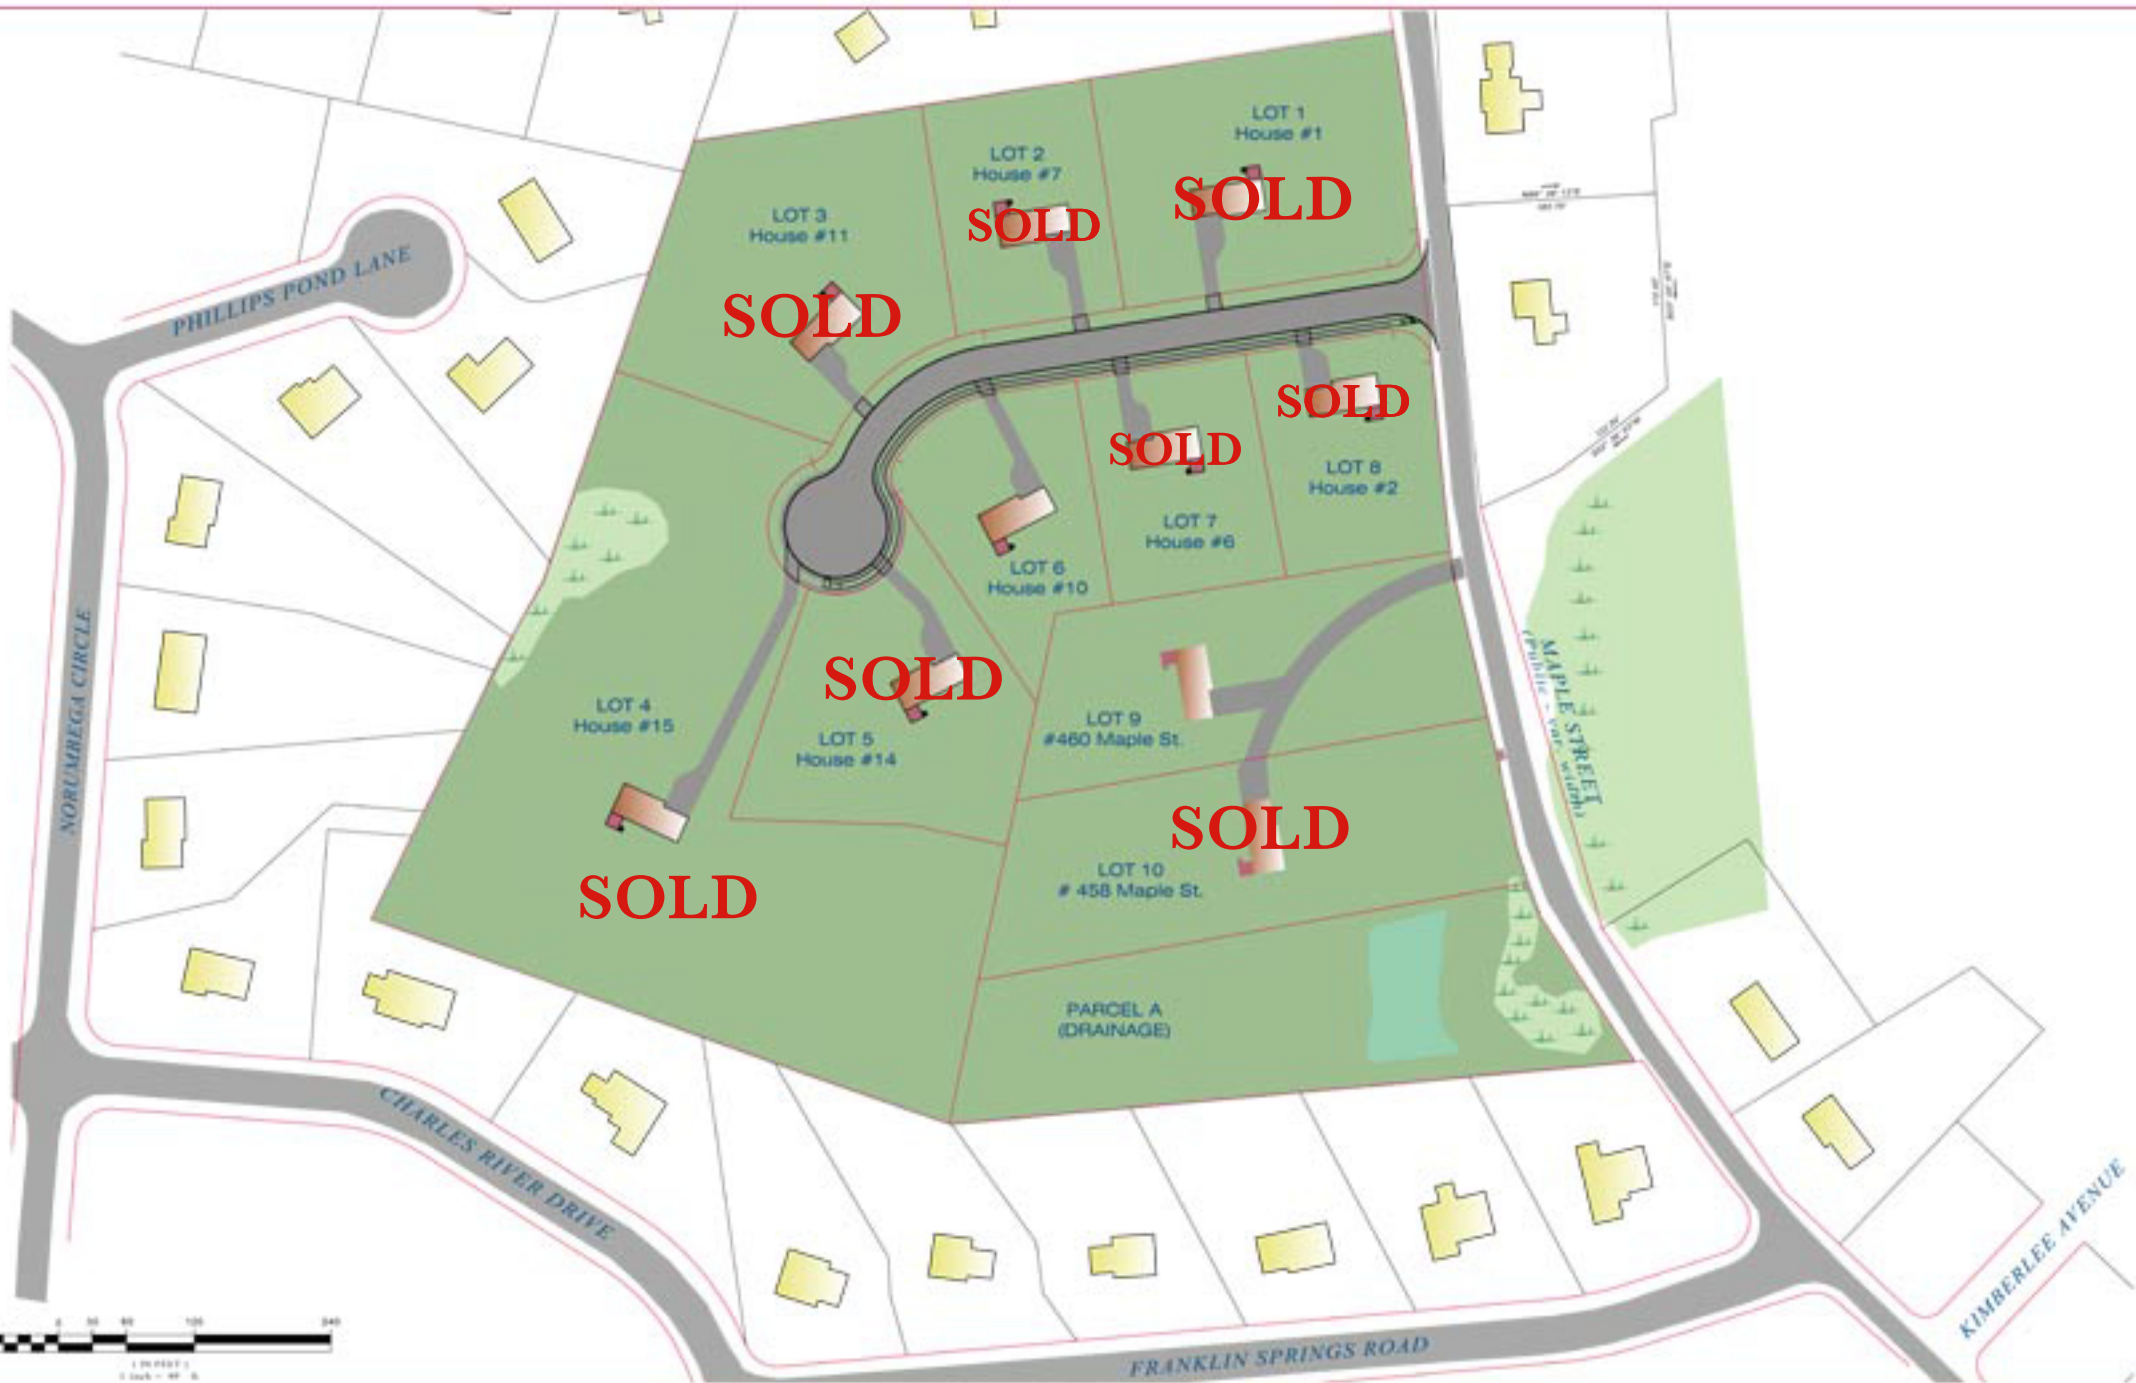 LOT 1
House #1
SOLD
LOT 2
House #7
SOLD
LOT 3
House #11
SOLD
PHILLIPS POND LANE
SOLD
LOT 8
House #2
SOLD
LOT 7
House #6
LOT 6
House #10
SOLD
LOT 5
House #14
LOT 4
House #15
SOLD
LOT 9
#460 Maple St.
SOLD
LOT 10
# 458 Maple St.
MAPLE STREET
(Public - var. width)
NORUMBEGA CIRCLE
PARCEL A
(DRAINAGE)
CHARLES RIVER DRIVE
KIMBERLEE AVENUE
FRANKLIN SPRINGS ROAD